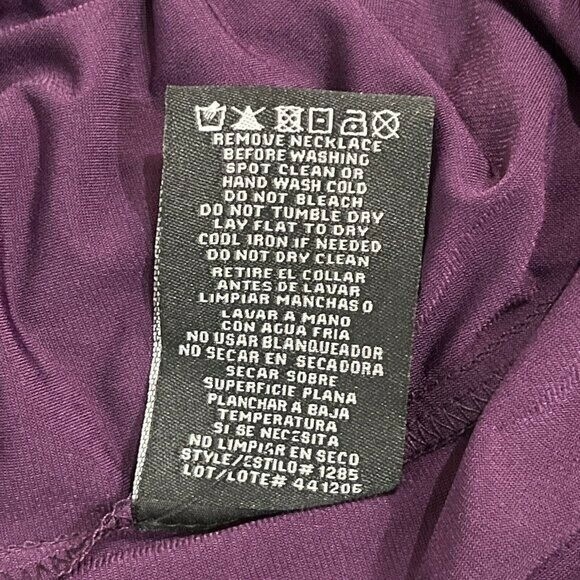 REMOVE NECKLACE
BEFORE WASHING
SPOT CLEAN OR
HAND WASH COLD
DO NOT BLEACH
DO NOT TUMBLE DRY
LAY FLAT TO DRY
COOL IRON IF NEEDED
DO NOT DRY CLEAN
RETIRE EL COLLAR
ANTES DE LAVAR
LIMPIAR MANCHAS O
LAVAR A MANO
CON AGUA FRIA
NO USAR BLANQUEADOR
NO SECAR EN SECADORA
SECAR SOBRE
SUPERFICIE PLANA
PLANCHAR A BAJA
TEMPERATURA
SI SE NECESITA
NO LIMPIAR EN SECO
STYLE/ESTILO# 1285
LOT/LOTE# 441206